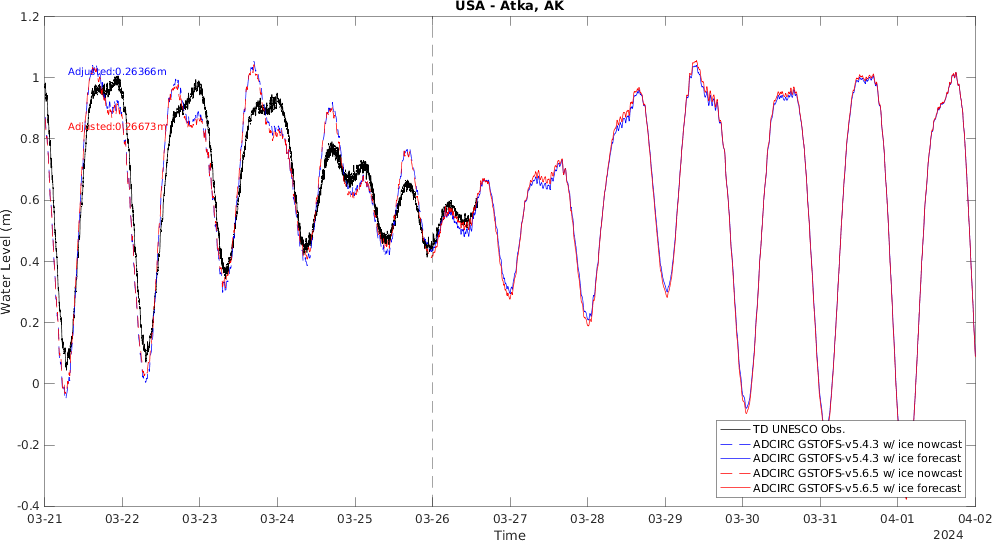 USA - Atka, AK
1.2
1
0.8
0.6
0.4
0.2
0
-0.2
-0.4
Water Level (m)
Adjusted:0.26366m
Adjusted:0.26673m
TD UNESCO Obs.
ADCIRC GSTOFS-v5.4.3 w/ ice nowcast
ADCIRC GSTOFS-v5.4.3 w/ ice forecast
ADCIRC GSTOFS-v5.6.5 w/ ice nowcast
ADCIRC GSTOFS-v5.6.5 w/ ice forecast
03-21 03-22 03-23 03-24 03-25 03-26 03-27 03-28 03-29 03-30 03-31 04-01 04-02
Time
2024